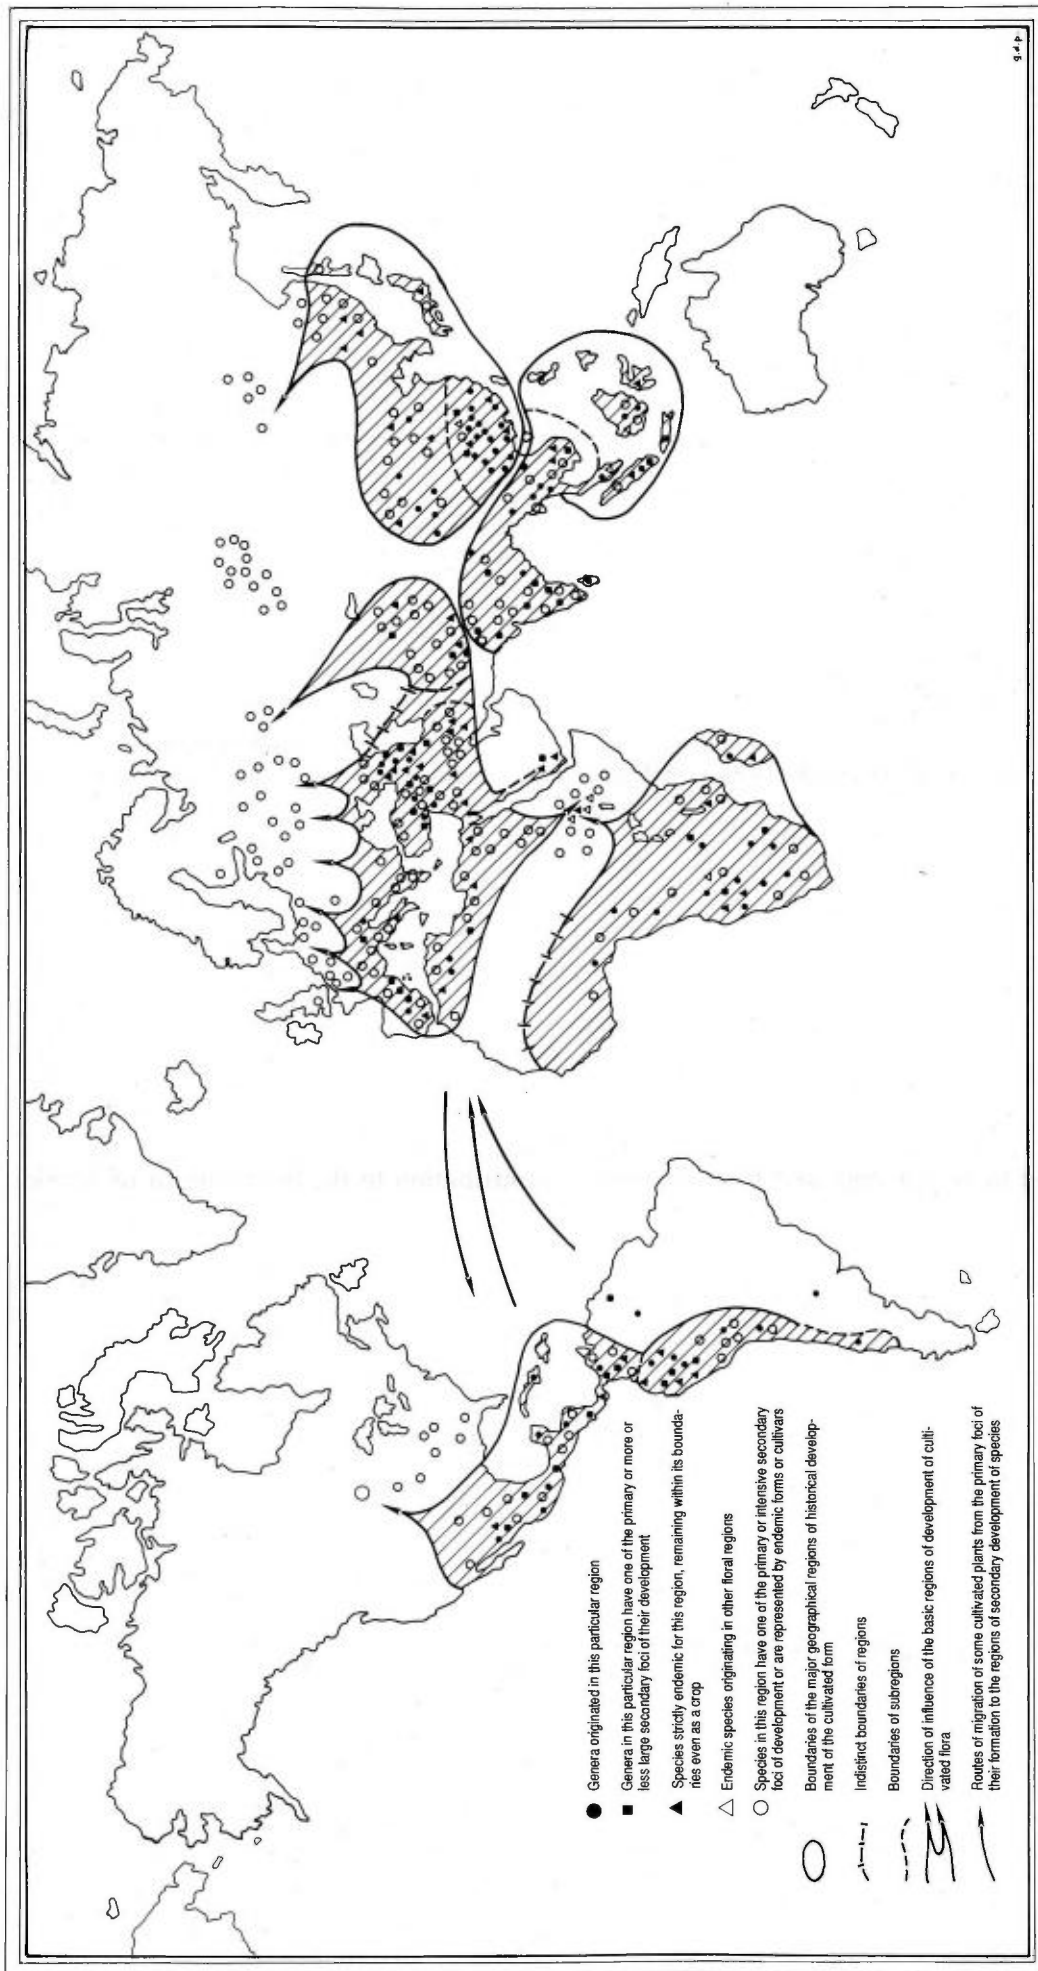 g.d.p
Genera originated in this particular region
Genera in this particular region have one of the primary or more or
less large secondary foci of their development
Species strictly endemic for this region, remaining within its bounda-
ries even as a crop
Endemic species originating in other floral regions
Species in this region have one of the primary or intensive secondary
foci of development or are represented by endemic forms or cultivars
Boundaries of the major geographical regions of historical develop-
ment of the cultivated form
Indistinct boundaries of regions
Boundaries of subregions
Direction of influence of the basic regions of development of culti-
vated flora
Routes of migration of some cultivated plants from the primary foci of
their formation to the regions of secondary development of species